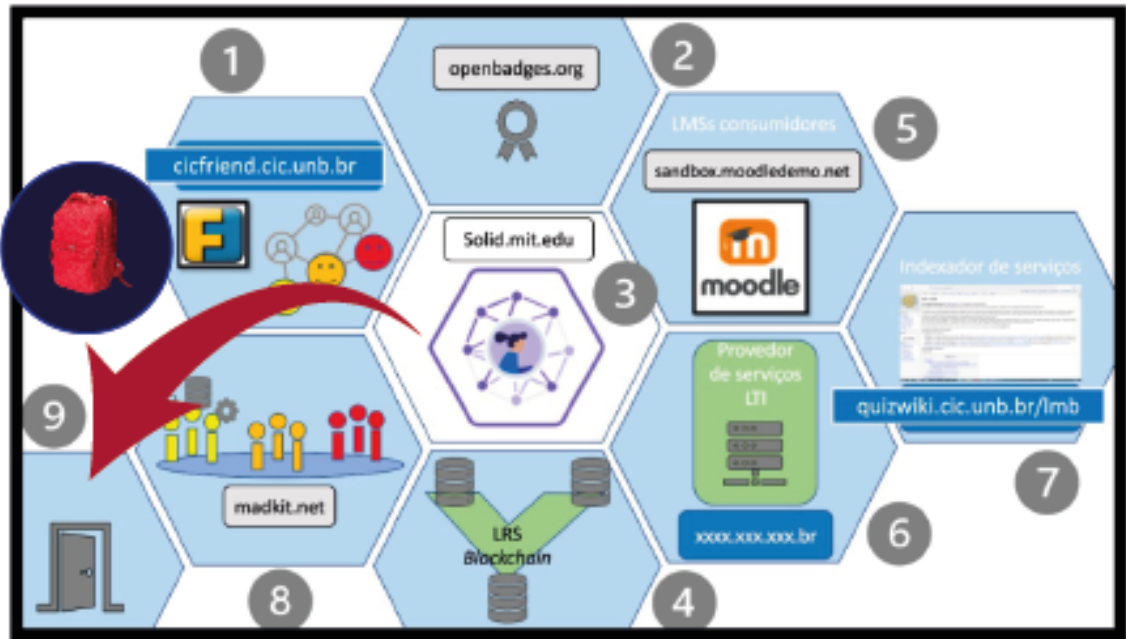 1
openbadges.org
2
LMSs consumidores
5
cicfriend.cic.unb.br
sandbox.moodledemo.net
F
Solid.mit.edu
m
moodle
3
Indexador de serviços
Provedor
de serviços
LTI
quizwiki.cic.unb.br/lmb
9
madkit.net
LRS
Blockchain
xxxx.xxx.xxx.br
7
6
8
4